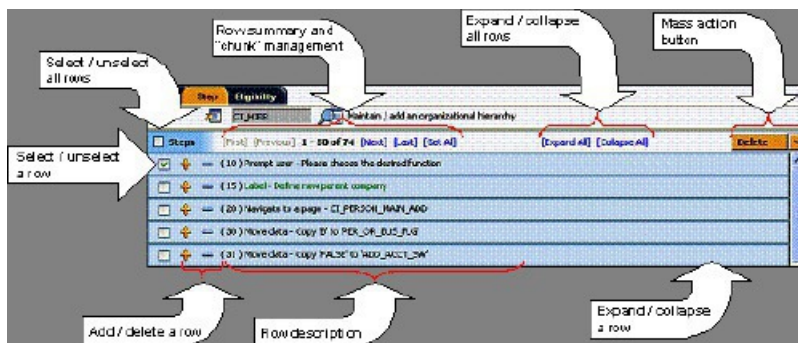 Row summary and
"chunk" management
Expand / collapse
all rows
Mass action
button
Select / unselect
all rows
Step Eligibility
CI_HIER Maintain / add an organizational hierarchy
Steps [First] [Previous] 1 - 30 of 74 [Next] [Last] [Get All] [Expand All] [Collapse All] Delete
Select / unselect
a row
(10) Prompt user - Please choose the desired function
(15) Label - Define new parent company
(20) Navigate to a page - CI_PERSON_MAIN_ADD
(30) Move data - copy 'B' to PER_OR_BUS_FLG'
(31) Move data - copy 'FALSE' to 'ADD_ACCT_SW'
Add / delete a row
Row description
Expand / collapse
a row